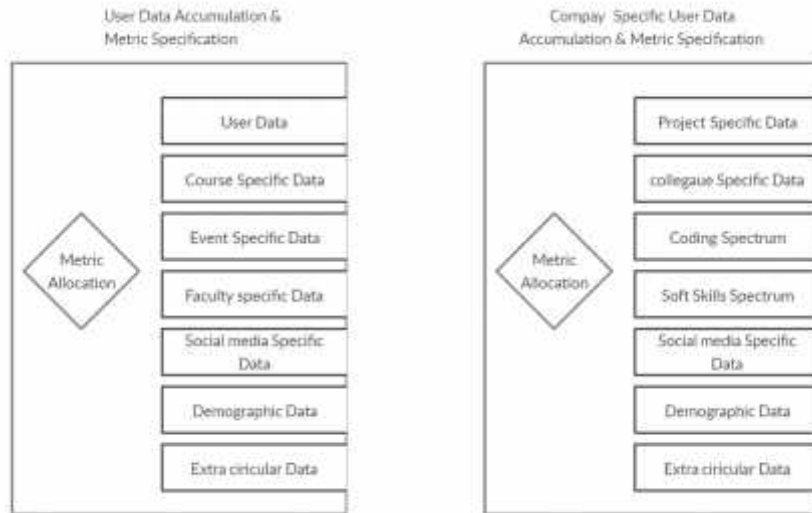 User Data Accumulation &
Metric Specification
User Data
Course Specific Data
Event Specific Data
Metric
Allocation
Faculty specific Data
Social media Specific
Data
Demographic Data
Extra ciricular Data
Compay Specific User Data
Accumulation & Metric Specification
Project Specific Data
collegaue Specific Data
Coding Spectrum
Metric
Allocation
Soft Skills Spectrum
Social media Specific
Data
Demographic Data
Extra ciricular Data